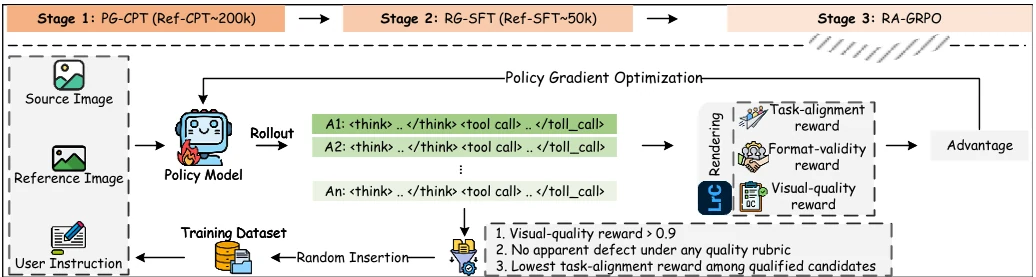 Stage 1: PG-CPT (Ref-CPT~200k)
Stage 2: RG-SFT (Ref-SFT~50k)
Stage 3: RA-GRPO
Policy Gradient Optimization
Source Image
Reference Image
User Instruction
Policy Model
Rollout
A1: <think> .. </think> <tool call> .. </toll_call>
A2: <think> .. </think> <tool call> .. </toll_call>
⋮
An: <think> .. </think> <tool call> .. </toll_call>
Rendering
LrC
Task-alignment
reward
Format-validity
reward
QC
Visual-quality
reward
Advantage
Training Dataset
Random Insertion
1. Visual-quality reward > 0.9
2. No apparent defect under any quality rubric
3. Lowest task-alignment reward among qualified candidates